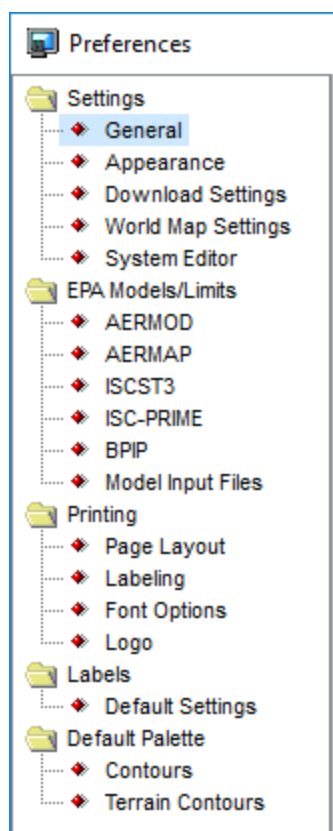 Preferences
Settings
General
Appearance
Download Settings
World Map Settings
System Editor
EPA Models/Limits
AERMOD
AERMAP
ISCST3
ISC-PRIME
BPIP
Model Input Files
Printing
Page Layout
Labeling
Font Options
Logo
Labels
Default Settings
Default Palette
Contours
Terrain Contours